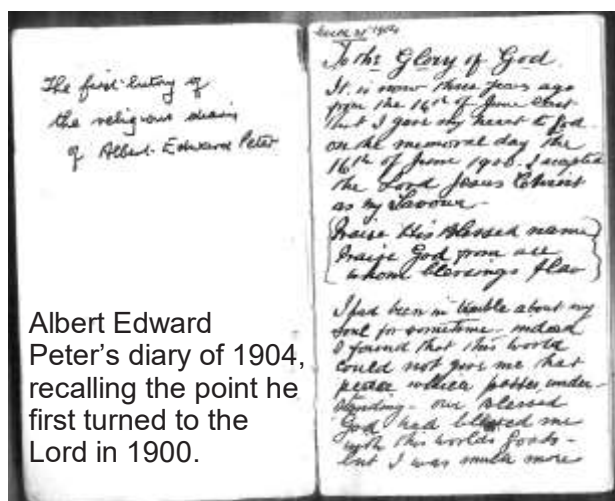 The first entry of
the religious diary
of Albert Edward Peter
Albert Edward
Peter's diary of 1904,
recalling the point he
first turned to the
Lord in 1900.
1904
To the Glory of God.
It is now three years ago
from the 16th of June last
that I gave my heart to God
on the memorial day the
16th of June 1900. I accepted
the Lord Jesus Christ
as my Saviour
Praise His Blessed name
Praise God from all
whom blessings flow
I had been in trouble about my
soul for sometime - indeed
I found that this world
could not give me that
peace which passes under
standing - our Blessed
God had blessed me
with this worlds goods -
but I was much more